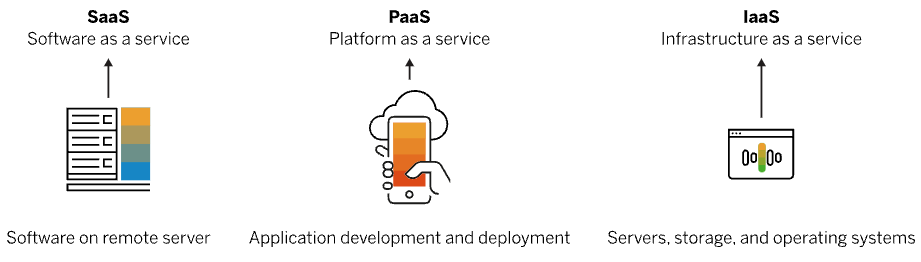 SaaS
Software as a service
PaaS
Platform as a service
IaaS
Infrastructure as a service
Software on remote server
Application development and deployment
Servers, storage, and operating systems